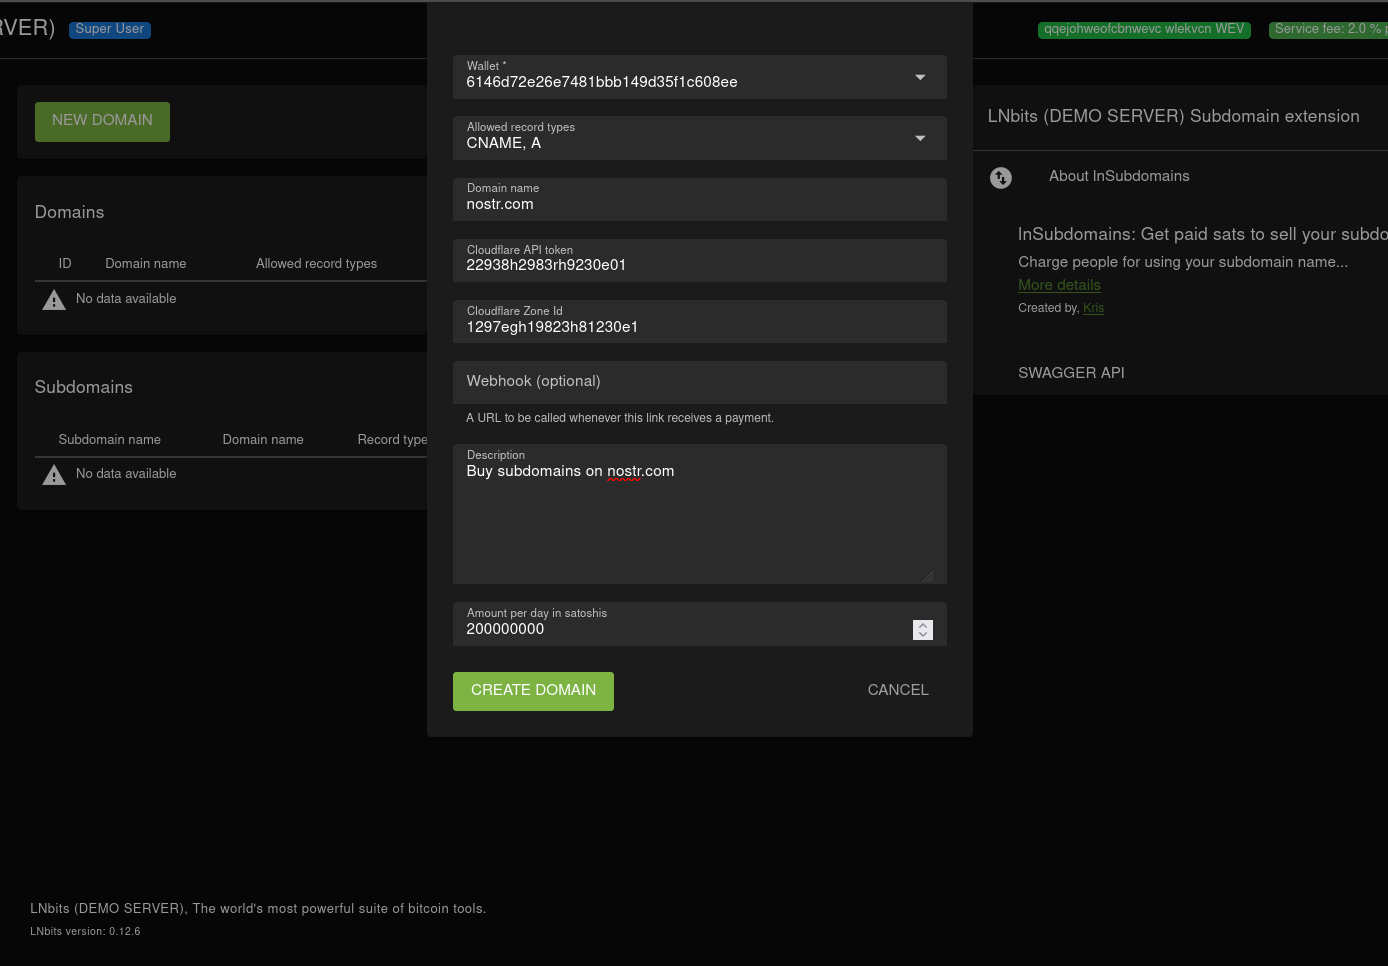 RVER)
Super User
qqejohweofcbnwevc wlekvcn WEV
Service fee: 2.0 %
NEW DOMAIN
Domains
ID Domain name Allowed record types
No data available
Subdomains
Subdomain name Domain name Record type
No data available
Wallet *
6146d72e26e7481bbb149d35f1c608ee
Allowed record types
CNAME, A
Domain name
nostr.com
Cloudflare API token
22938h2983rh9230e01
Cloudflare Zone Id
1297egh19823h81230e1
Webhook (optional)
A URL to be called whenever this link receives a payment.
Description
Buy subdomains on nostr.com
Amount per day in satoshis
200000000
CREATE DOMAIN
CANCEL
LNbits (DEMO SERVER) Subdomain extension
About InSubdomains
InSubdomains: Get paid sats to sell your subdo
Charge people for using your subdomain name...
More details
Created by, Kris
SWAGGER API
LNbits (DEMO SERVER), The world's most powerful suite of bitcoin tools.
LNbits version: 0.12.6